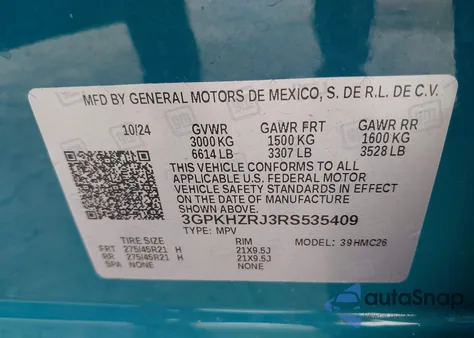 MFD BY GENERAL MOTORS DE MEXICO, S. DE R.L. DE C.V.
10/24 GVWR GAWR FRT GAWR RR
3000 KG 1500 KG 1600 KG
6614 LB 3307 LB 3528 LB
THIS VEHICLE CONFORMS TO ALL
APPLICABLE U.S. FEDERAL MOTOR
VEHICLE SAFETY STANDARDS IN EFFECT
ON THE DATE OF MANUFACTURE SHOWN
ABOVE.
3GPKHZRJ3RS535409
TYPE: MPV
TIRE SIZE RIM MODEL: 39HMC26
FRT 275/45R21 H 21X9.5J
RR 275/45R21 H 21X9.5J
SPA NONE NONE
autoSnap